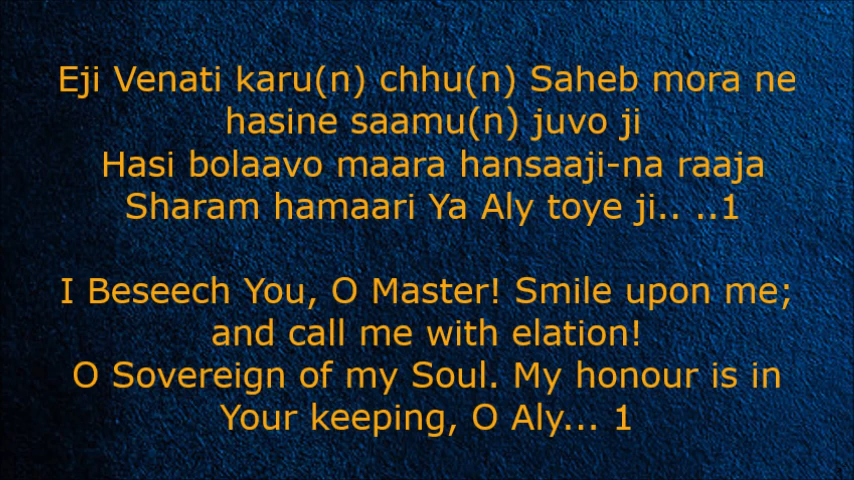 Eji Venati karu(n) chhu(n) Saheb mora ne
hasine saamu(n) juvo ji
Hasi bolaavo maara hansaaji-na raaja
Sharam hamaari Ya Aly toye ji.. ..1
I Beseech You, O Master! Smile upon me;
and call me with elation!
O Sovereign of my Soul. My honour is in
Your keeping, O Aly... 1